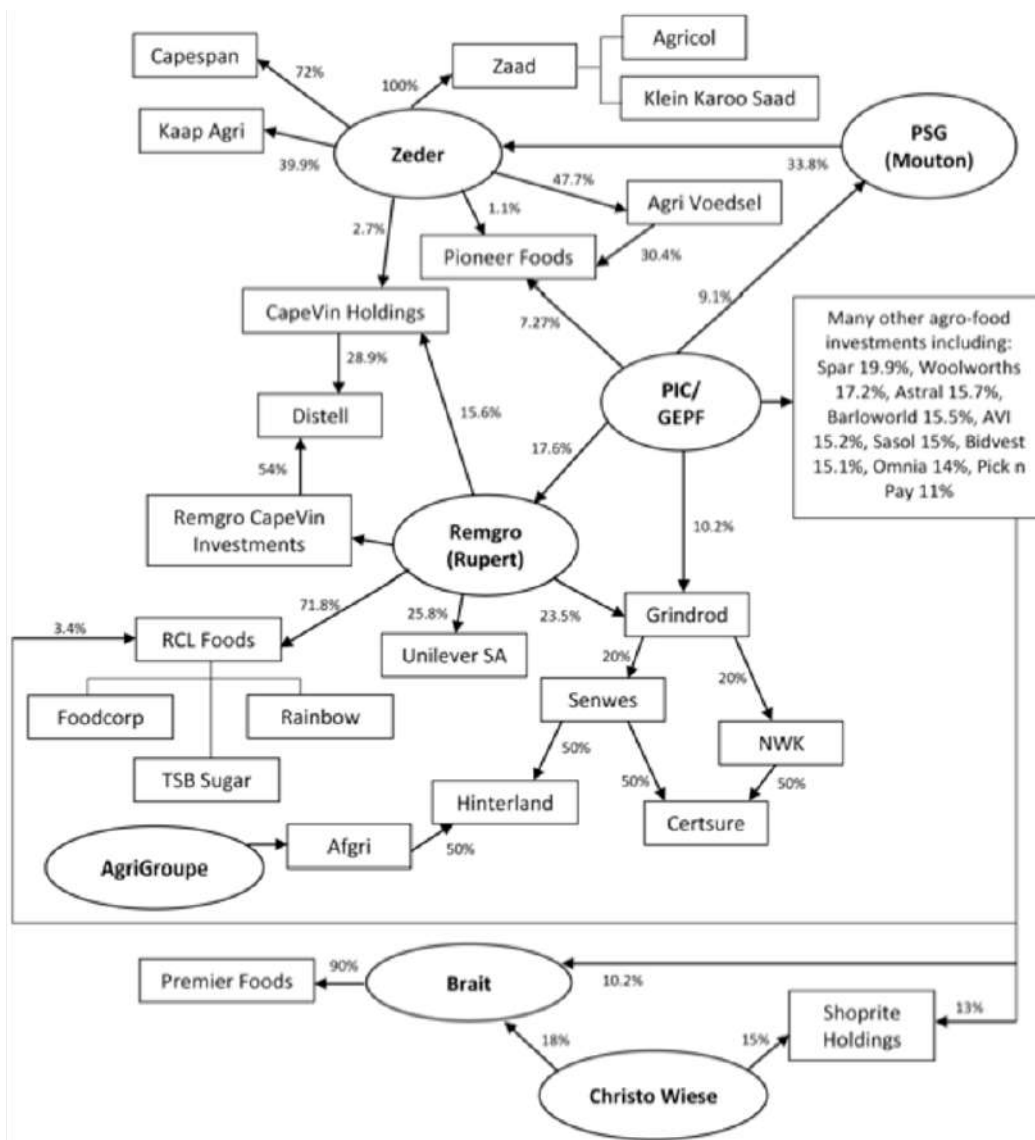 Capespan
72%
100%
Zaad
Agricol
Klein Karoo Saad
Kaap Agri
39.9%
Zeder
PSG
(Mouton)
33.8%
47.7%
1.1%
2.7%
Agri Voedsel
Pioneer Foods
30.4%
7.27%
9.1%
CapeVin Holdings
28.9%
15.6%
Distell
54%
Remgro CapeVin
Investments
PIC/
GEPF
17.6%
10.2%
Many other agro-food
investments including:
Spar 19.9%, Woolworths
17.2%, Astral 15.7%,
Barloworld 15.5%, AVI
15.2%, Sasol 15%, Bidvest
15.1%, Omnia 14%, Pick n
Pay 11%
Remgro
(Rupert)
71.8%
25.8%
23.5%
3.4%
RCL Foods
Unilever SA
Grindrod
20%
20%
Foodcorp
Rainbow
TSB Sugar
Senwes
NWK
50%
50%
50%
Hinterland
Certsure
AgriGroupe
Afgri
50%
Premier Foods
90%
Brait
10.2%
Shoprite
Holdings
13%
18%
15%
Christo Wiese